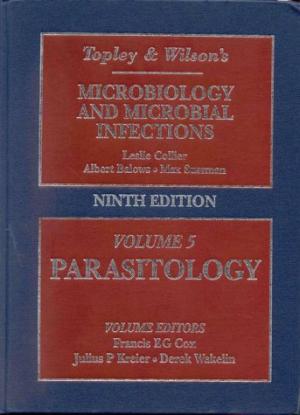 Topley & Wilson's
MICROBIOLOGY
AND MICROBIAL
INFECTIONS
Leslie Collier
Albert Balows • Max Sussman
NINTH EDITION
VOLUME 5
PARASITOLOGY
VOLUME EDITORS
Francis EG Cox
Julius P Kreier • Derek Wakelin